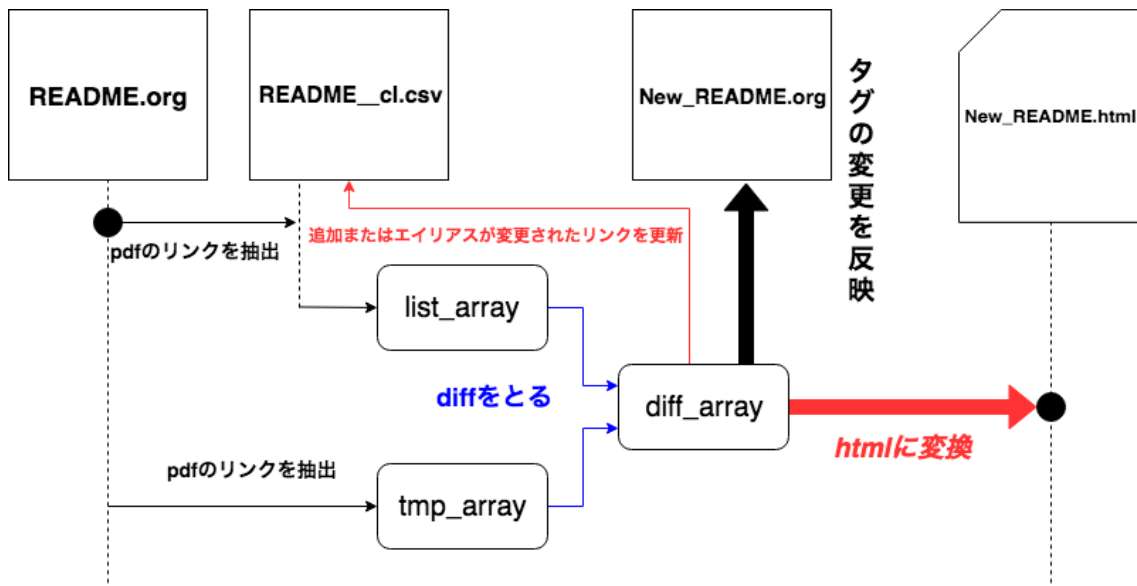 README.org
README__cl.csv
New_README.org
タグの変更を反映
New_README.html
pdfのリンクを抽出
追加またはエイリアスが変更されたリンクを更新
list_array
diffをとる
diff_array
htmlに変換
pdfのリンクを抽出
tmp_array